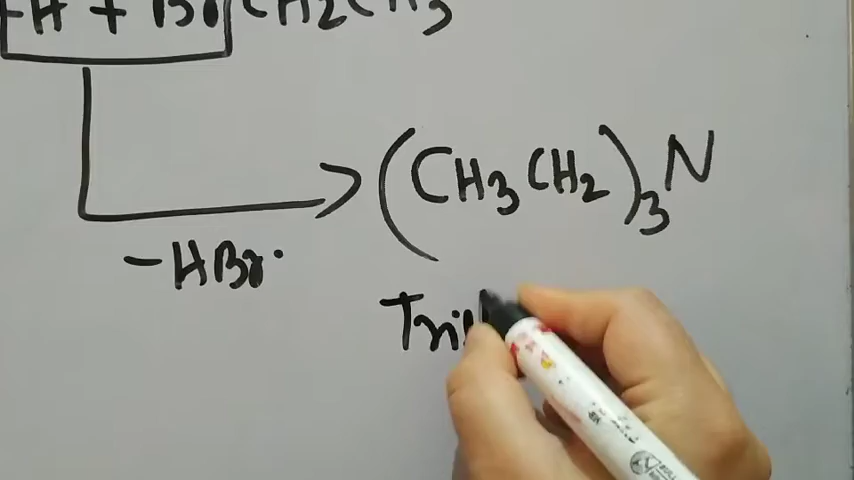 -H + Br CH2CH3
(CH3CH2)3N
-HBr.
Tri